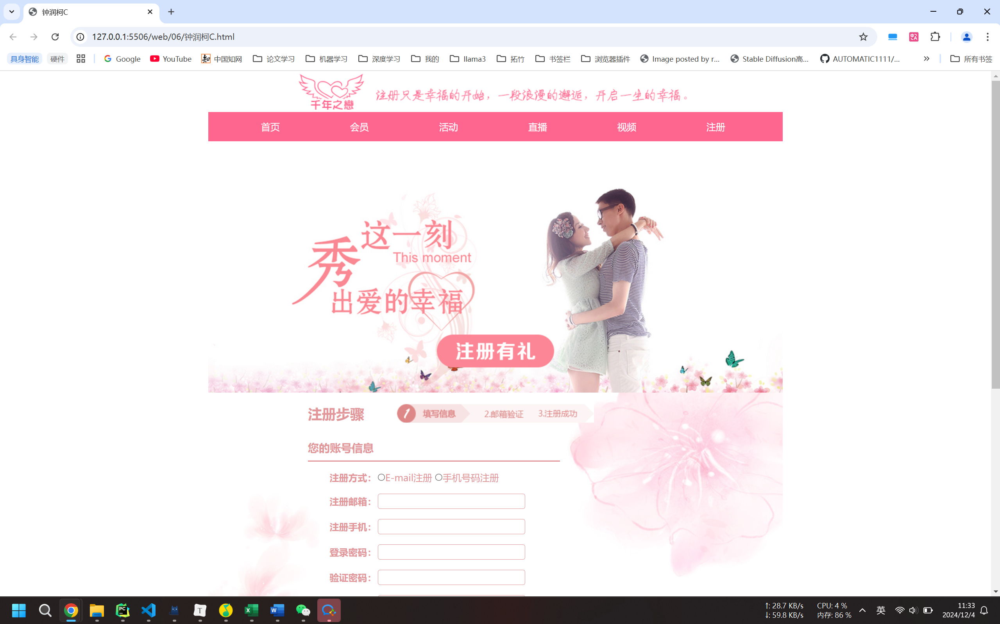 钟润柯C
127.0.0.1:5506/web/06/钟润柯C.html
具身智能 硬件 Google YouTube 中国知网 论文学习 机器学习 深度学习 我的 llama3 拓竹 书签栏 浏览器插件 Image posted by r... Stable Diffusion高... AUTOMATIC1111/... 所有书签
千年之戀
注册只是幸福的开始，一段浪漫的邂逅，开启一生的幸福。
首页 会员 活动 直播 视频 注册
这一刻
This moment
秀
出爱的幸福
注册有礼
注册步骤 1 填写信息 2.邮箱验证 3.注册成功
您的账号信息
注册方式： E-mail注册 手机号码注册
注册邮箱：
注册手机：
登录密码：
验证密码：
↑: 28.7 KB/s CPU: 4 % 英 11:33
↓: 59.8 KB/s 内存: 86 % 2024/12/4